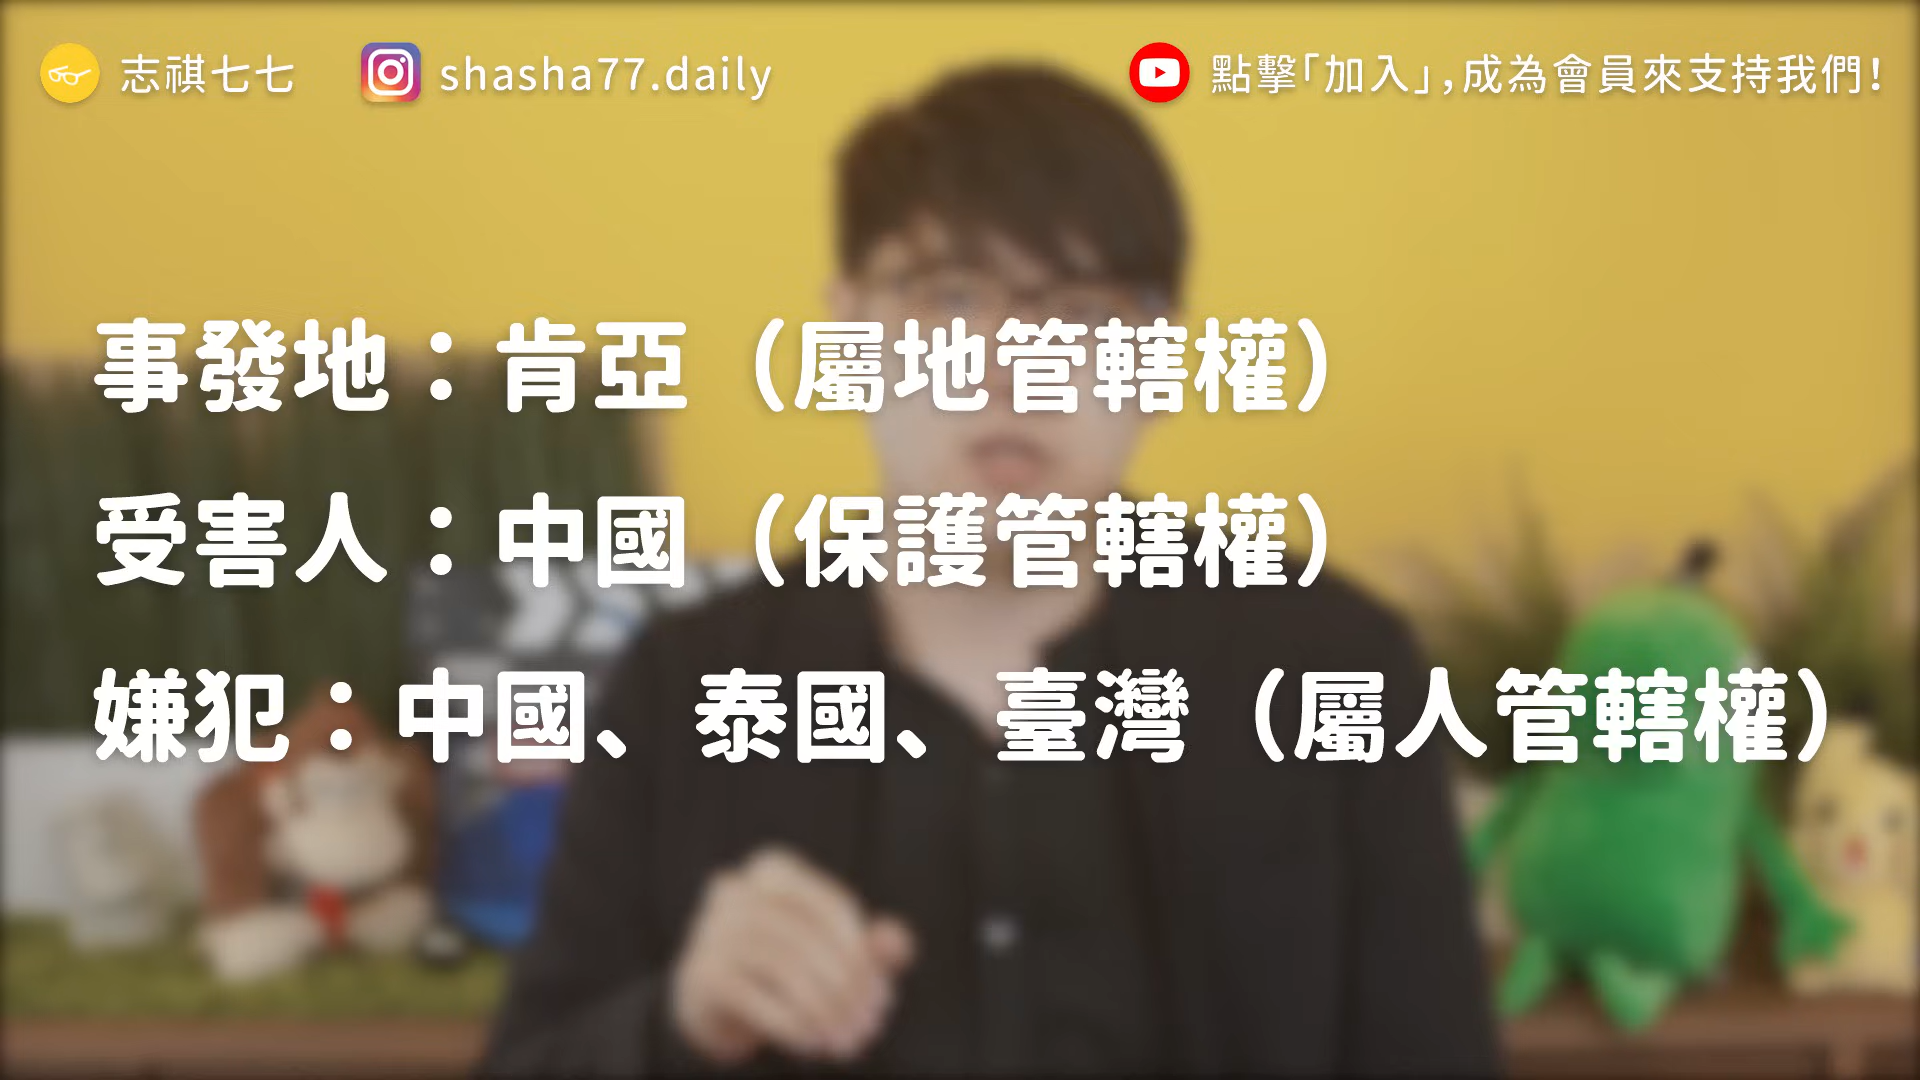 志祺七七 shasha77.daily 點擊「加入」，成為會員來支持我們！
事發地：肯亞（屬地管轄權）
受害人：中國（保護管轄權）
嫌犯：中國、泰國、臺灣（屬人管轄權）